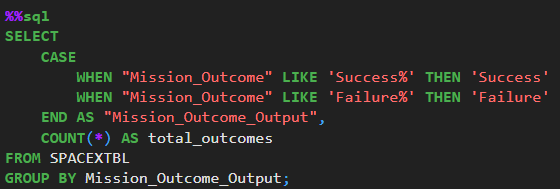 %%sql
SELECT
    CASE
        WHEN "Mission_Outcome" LIKE 'Success%' THEN 'Success'
        WHEN "Mission_Outcome" LIKE 'Failure%' THEN 'Failure'
    END AS "Mission_Outcome_Output",
    COUNT(*) AS total_outcomes
FROM SPACEXTBL
GROUP BY Mission_Outcome_Output;